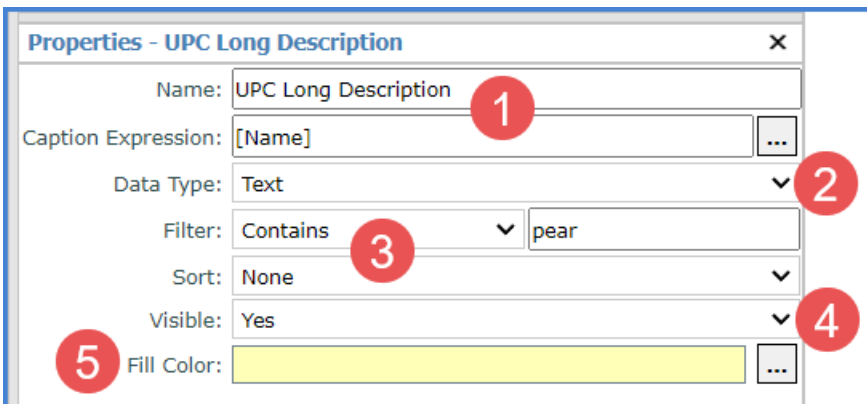 Properties - UPC Long Description ×
Name: UPC Long Description
1
Caption Expression: [Name] ...
Data Type: Text 2
Filter: Contains pear
3
Sort: None
Visible: Yes 4
5 Fill Color: ...